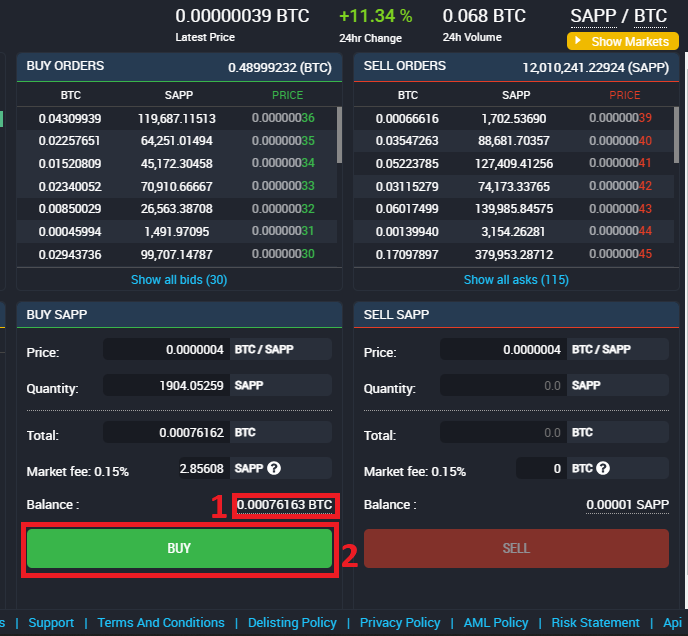 0.00000039 BTC +11.34 % 0.068 BTC SAPP / BTC
Latest Price 24hr Change 24h Volume Show Markets
BUY ORDERS 0.48999232 (BTC)
BTC SAPP PRICE
0.04309939 119,687.11513 0.00000036
0.02257651 64,251.01494 0.00000035
0.01520809 45,172.30458 0.00000034
0.02340052 70,910.66667 0.00000033
0.00850029 26,563.38708 0.00000032
0.00045994 1,491.97095 0.00000031
0.02943736 99,707.14787 0.00000030
Show all bids (30)
SELL ORDERS 12,010,241.22924 (SAPP)
BTC SAPP PRICE
0.00066616 1,702.53690 0.00000039
0.03547263 88,681.70357 0.00000040
0.05223785 127,409.41256 0.00000041
0.03115279 74,173.33765 0.00000042
0.06017499 139,985.84575 0.00000043
0.00139940 3,154.26281 0.00000044
0.17097897 379,953.28712 0.00000045
Show all asks (115)
BUY SAPP
Price: 0.0000004 BTC / SAPP
Quantity: 1904.05259 SAPP
Total: 0.00076162 BTC
Market fee: 0.15% 2.85608 SAPP ?
Balance : 1 0.00076163 BTC
BUY 2
SELL SAPP
Price: 0.0000004 BTC / SAPP
Quantity: 0.0 SAPP
Total: 0.0 BTC
Market fee: 0.15% 0 BTC ?
Balance : 0.00001 SAPP
SELL
s | Support | Terms And Conditions | Delisting Policy | Privacy Policy | AML Policy | Risk Statement | Api